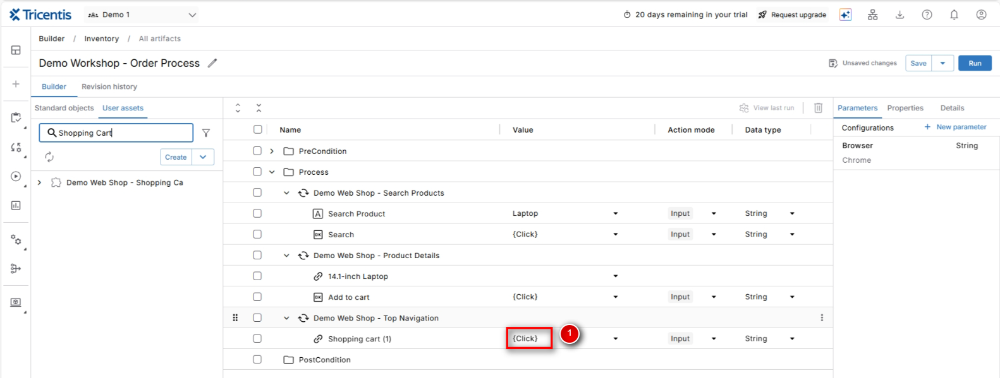 Tricentis
Demo 1
20 days remaining in your trial
Request upgrade
Builder / Inventory / All artifacts
Demo Workshop - Order Process
Unsaved changes
Save
Run
Builder
Revision history
Standard objects
User assets
View last run
Parameters
Properties
Details
Shopping Cart
Create
Demo Web Shop - Shopping Ca
Name Value Action mode Data type
PreCondition
Process
Demo Web Shop - Search Products
A Search Product Laptop Input String
OK Search {Click} Input String
Demo Web Shop - Product Details
14.1-inch Laptop
OK Add to cart {Click} Input String
Demo Web Shop - Top Navigation
Shopping cart (1) {Click} 1 Input String
PostCondition
Configurations
+ New parameter
Browser String
Chrome